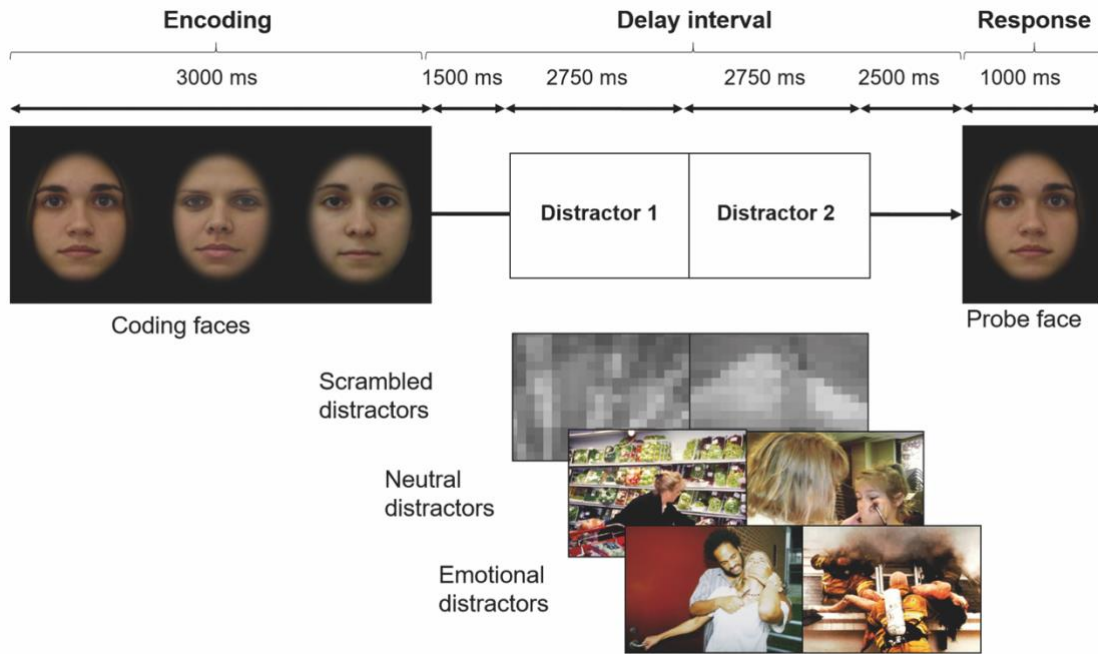 Encoding
Delay interval
Response
3000 ms
1500 ms
2750 ms
2750 ms
2500 ms
1000 ms
Distractor 1
Distractor 2
Coding faces
Probe face
Scrambled
distractors
Neutral
distractors
Emotional
distractors